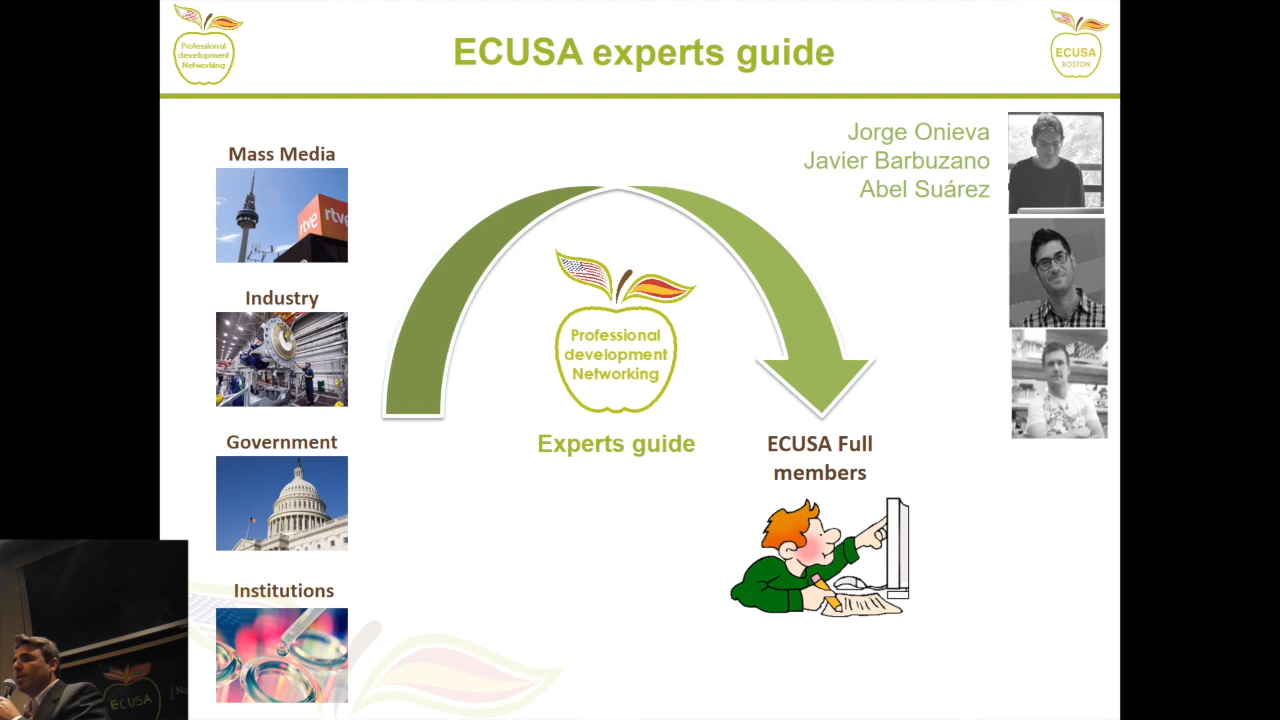 Professional
development
Networking
ECUSA experts guide
ECUSA
BOSTON
Jorge Onieva
Javier Barbuzano
Abel Suárez
Mass Media
rtve
rtve
Industry
Government
Institutions
Professional
development
Networking
Experts guide
ECUSA Full
members
ECUSA